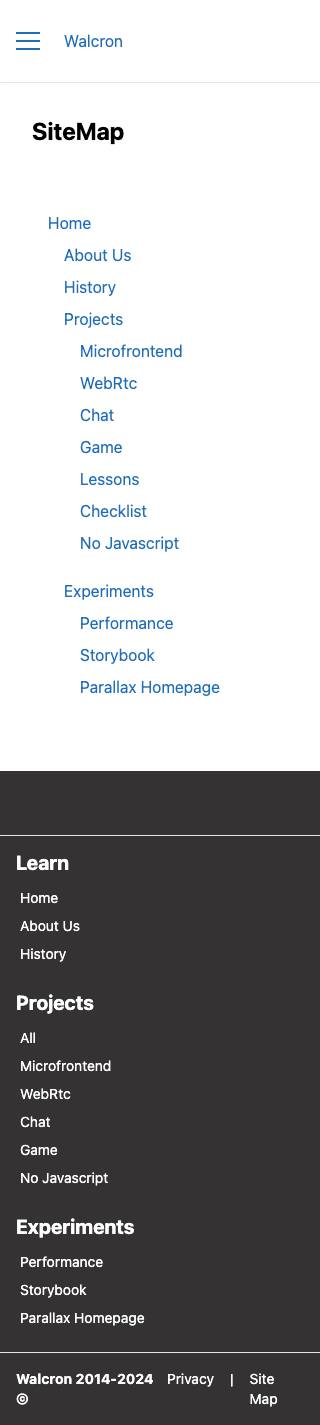 Walcron
SiteMap
Home
About Us
History
Projects
Microfrontend
WebRtc
Chat
Game
Lessons
Checklist
No Javascript
Experiments
Performance
Storybook
Parallax Homepage
Learn
Home
About Us
History
Projects
All
Microfrontend
WebRtc
Chat
Game
No Javascript
Experiments
Performance
Storybook
Parallax Homepage
Walcron 2014-2024 Privacy | Site
© Map